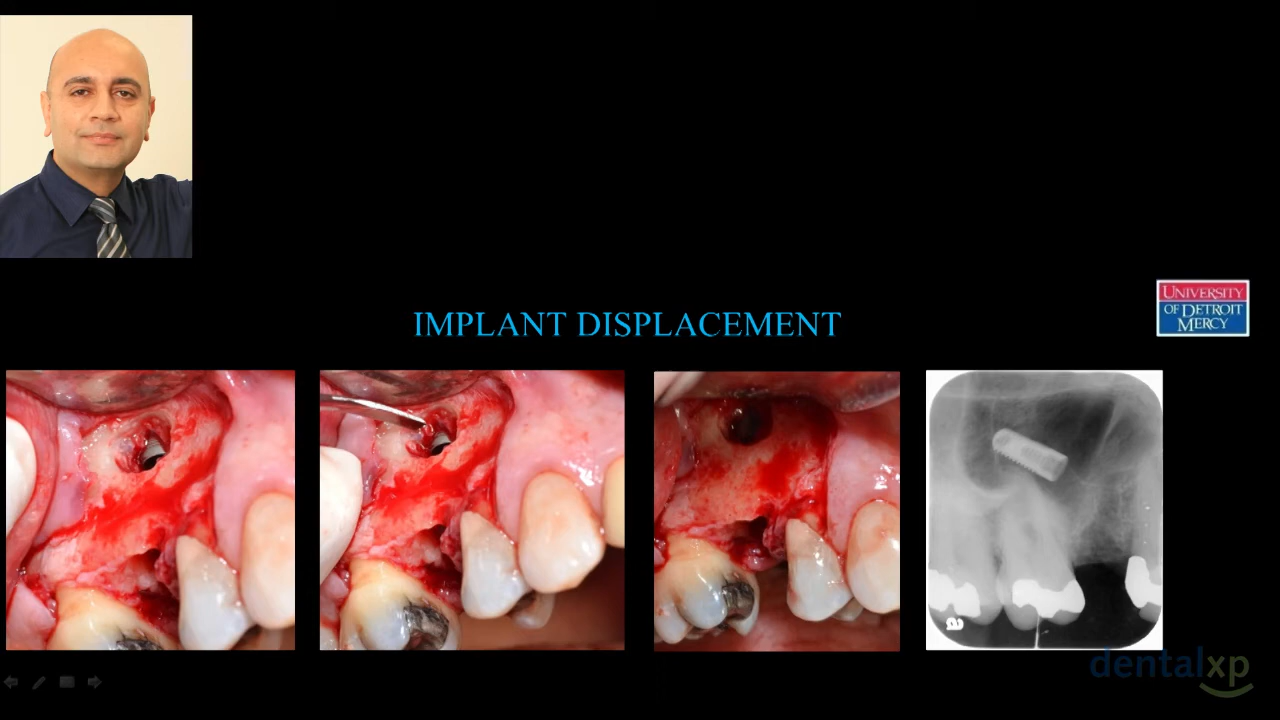 IMPLANT DISPLACEMENT
UNIVERSITY
OF DETROIT
MERCY
dentalxp